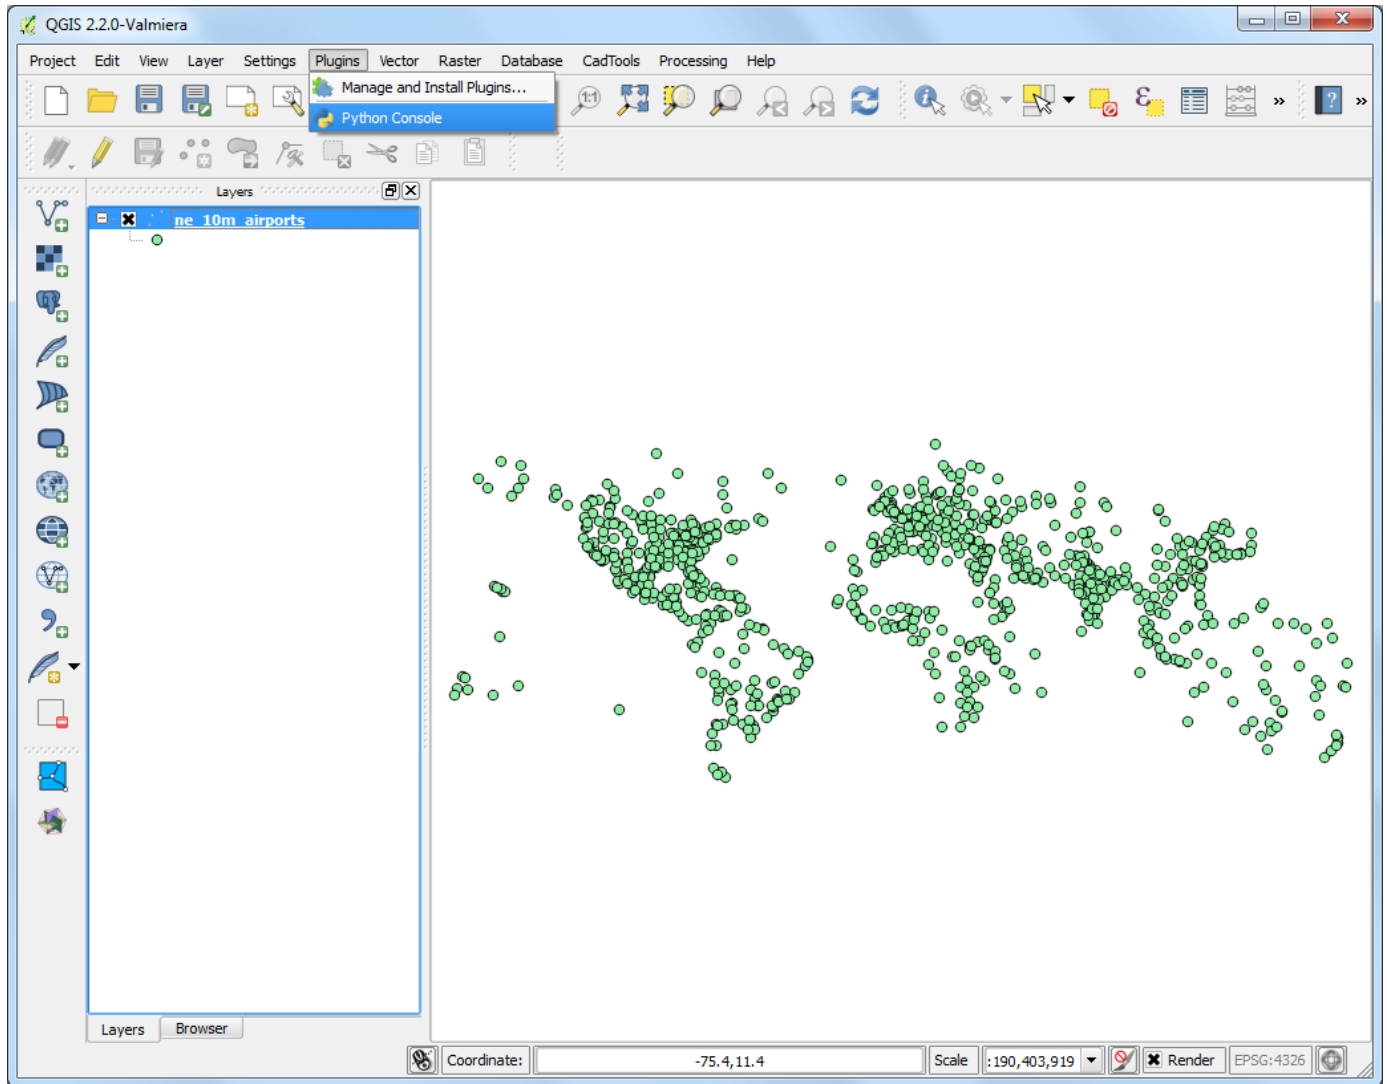 QGIS 2.2.0-Valmiera
Project Edit View Layer Settings Plugins Vector Raster Database CadTools Processing Help
Manage and Install Plugins...
Python Console
1:1
Layers
ne_10m_airports
Layers Browser
Coordinate: -75.4,11.4 Scale :190,403,919 Render EPSG:4326